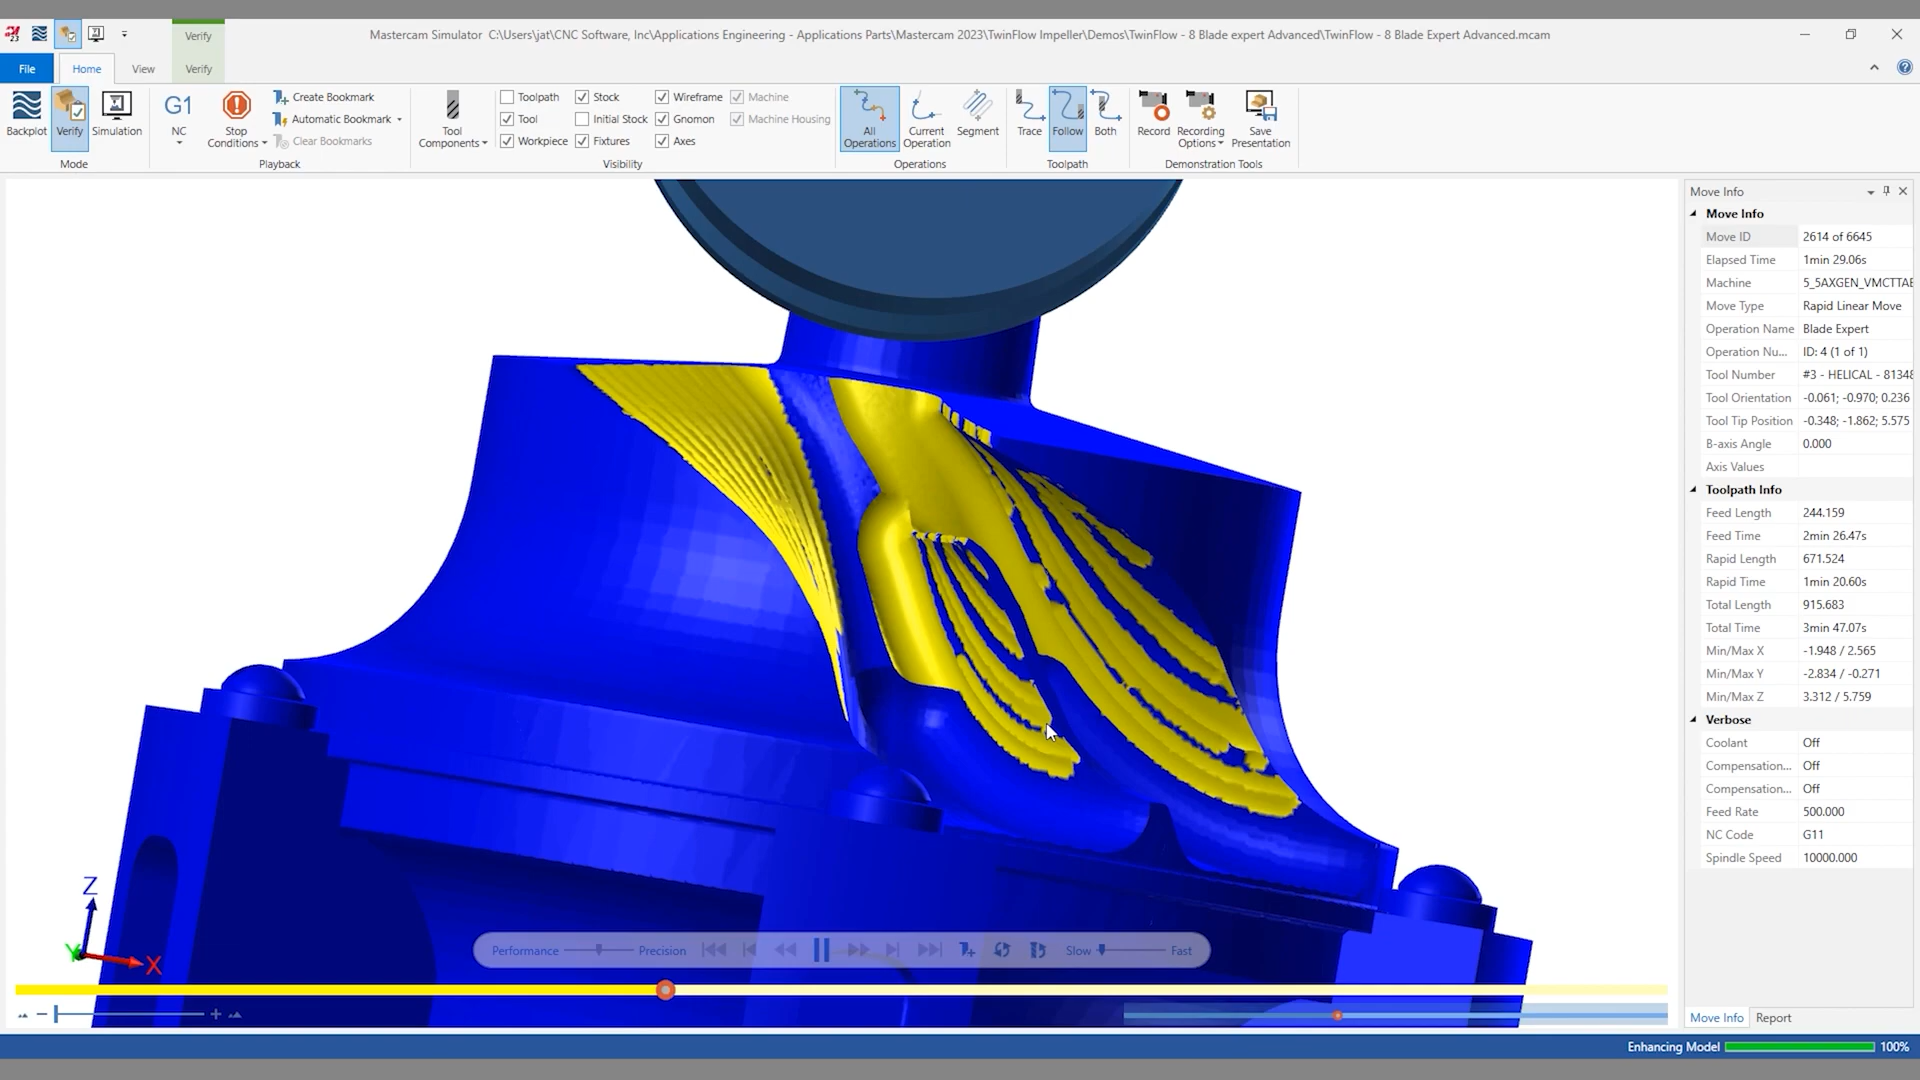 Verify
Mastercam Simulator C:\Users\jat\CNC Software, Inc\Applications Engineering - Applications Parts\Mastercam 2023\TwinFlow Impeller\Demos\TwinFlow - 8 Blade expert Advanced\TwinFlow - 8 Blade Expert Advanced.mcam
File
Home
View
Verify
Backplot
Verify
Simulation
Mode
G1
NC
Stop
Conditions
Create Bookmark
Automatic Bookmark
Clear Bookmarks
Playback
Tool
Components
Toolpath
Tool
Workpiece
Stock
Initial Stock
Fixtures
Wireframe
Gnomon
Axes
Machine
Machine Housing
Visibility
All
Operations
Current
Operation
Segment
Operations
Trace
Follow
Both
Toolpath
Record
Recording
Options
Save
Presentation
Demonstration Tools
Move Info
Move Info
Move ID 2614 of 6645
Elapsed Time 1min 29.06s
Machine 5_5AXGEN_VMCTTAE
Move Type Rapid Linear Move
Operation Name Blade Expert
Operation Nu... ID: 4 (1 of 1)
Tool Number #3 - HELICAL - 81348
Tool Orientation -0.061; -0.970; 0.236
Tool Tip Position -0.348; -1.862; 5.575
B-axis Angle 0.000
Axis Values
Toolpath Info
Feed Length 244.159
Feed Time 2min 26.47s
Rapid Length 671.524
Rapid Time 1min 20.60s
Total Length 915.683
Total Time 3min 47.07s
Min/Max X -1.948 / 2.565
Min/Max Y -2.834 / -0.271
Min/Max Z 3.312 / 5.759
Verbose
Coolant Off
Compensation... Off
Compensation... Off
Feed Rate 500.000
NC Code G11
Spindle Speed 10000.000
Z
Y
X
Performance
Precision
Slow
Fast
Move Info
Report
Enhancing Model
100%